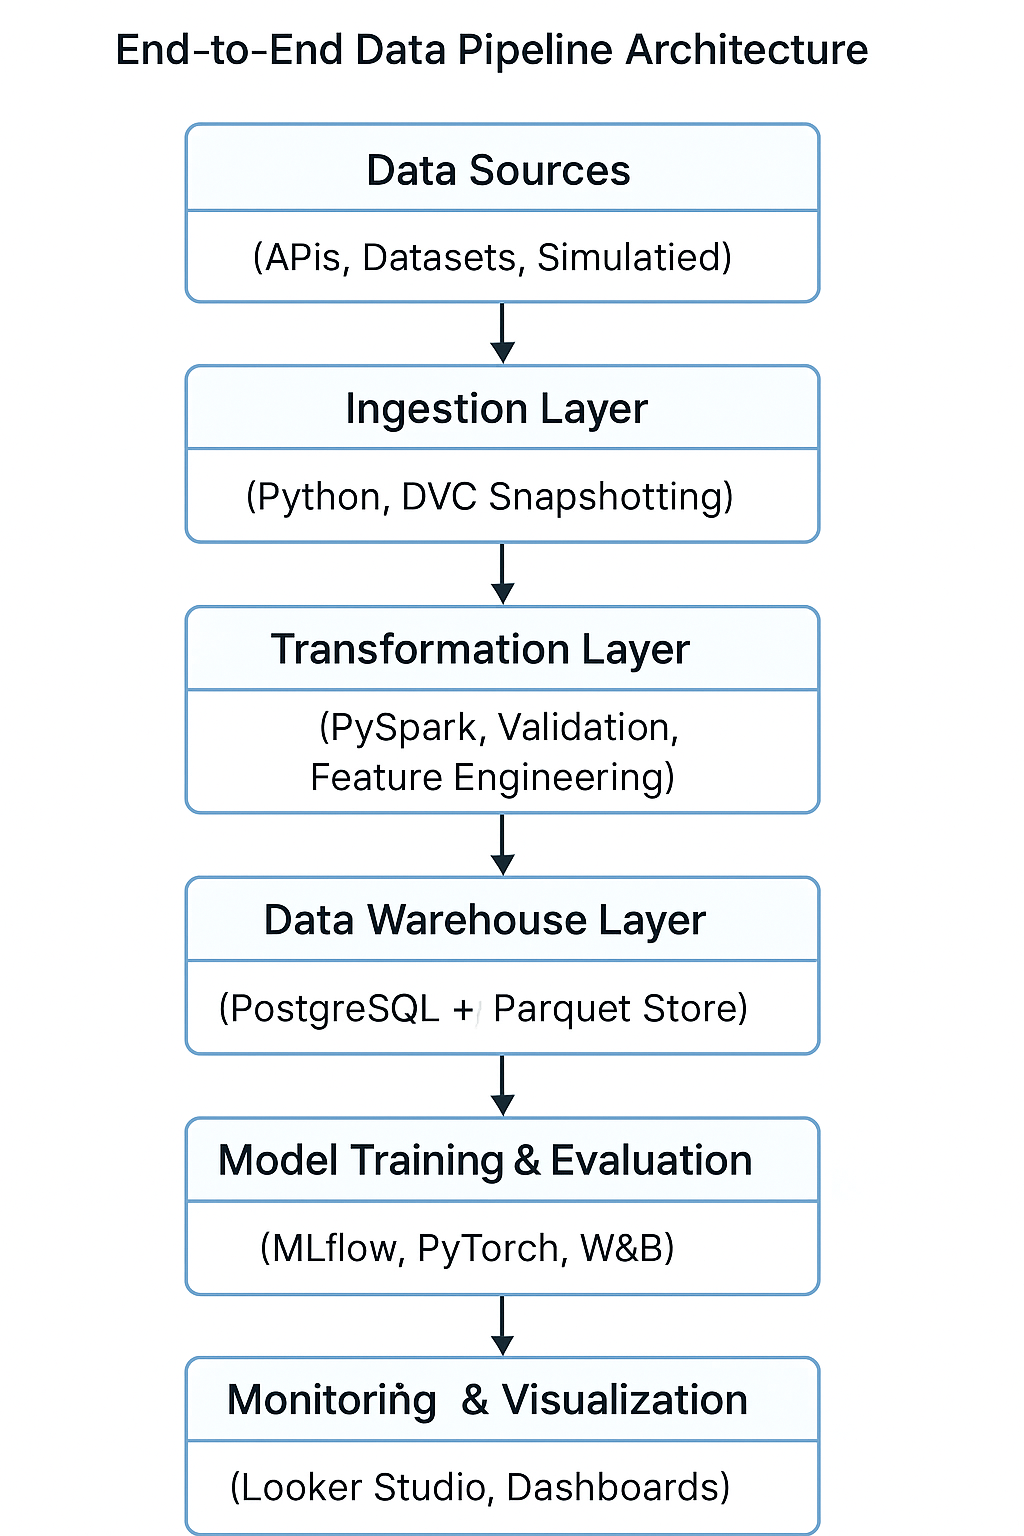 End-to-End Data Pipeline Architecture
Data Sources
(APis, Datasets, Simulatied)
Ingestion Layer
(Python, DVC Snapshotting)
Transformation Layer
(PySpark, Validation,
Feature Engineering)
Data Warehouse Layer
(PostgreSQL + Parquet Store)
Model Training & Evaluation
(MLflow, PyTorch, W&B)
Monitoring & Visualization
(Looker Studio, Dashboards)